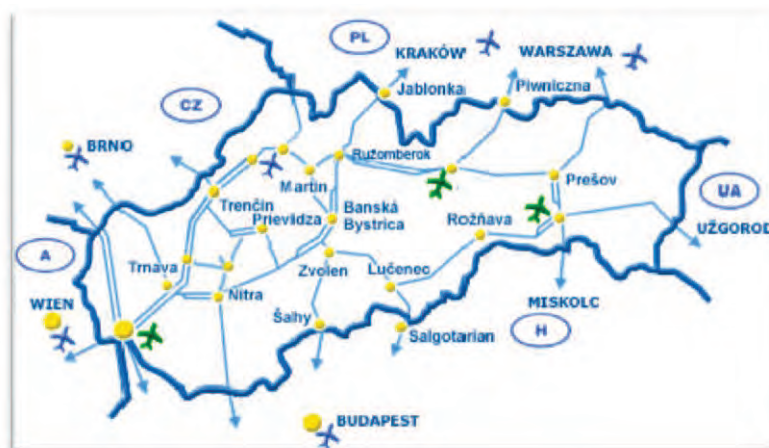 PL
KRAKÓW
WARSZAWA
Jablonka
Piwniczna
CZ
BRNO
Ružomberok
Martin
Prešov
UA
Trenčín
Prievidza
Banská
Bystrica
Rožňava
UŽGOROD
A
Trnava
Zvolen
Lučenec
WIEN
Nitra
MISKOLC
Šahy
H
Salgotarian
BUDAPEST